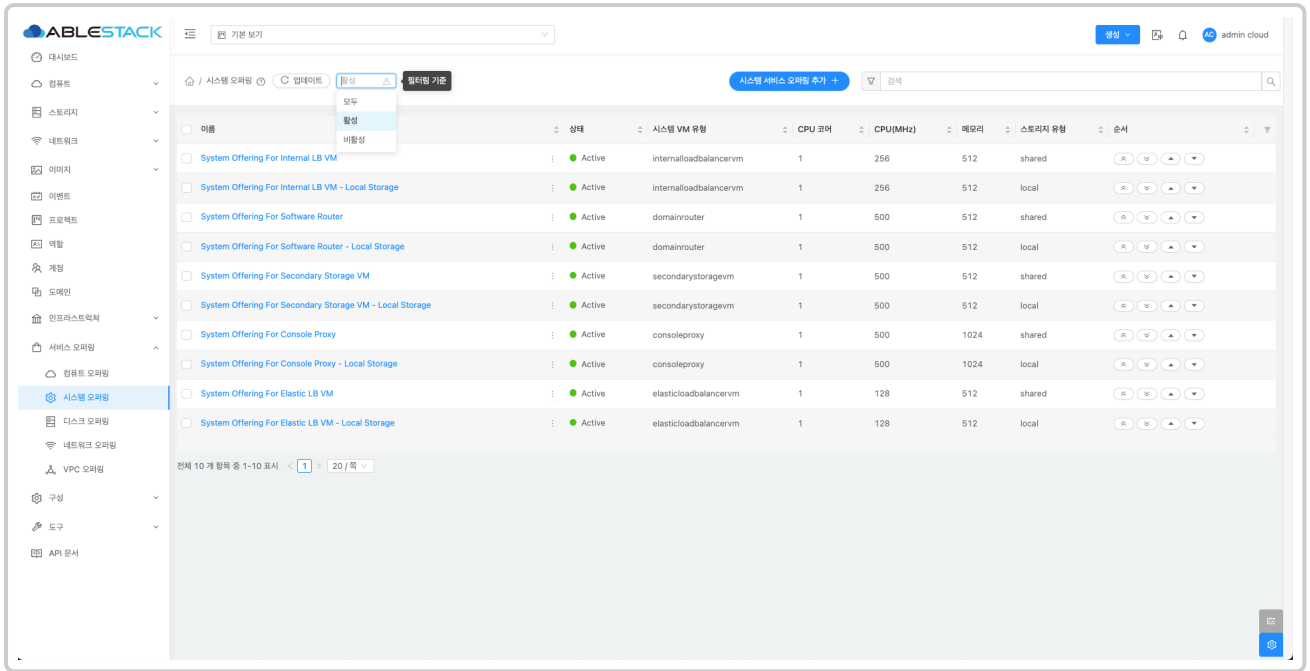 ABLESTACK
기본 보기
생성
AC admin cloud
대시보드
컴퓨트
스토리지
네트워크
이미지
이벤트
프로젝트
역할
계정
도메인
인프라스트럭쳐
서비스 오퍼링
컴퓨트 오퍼링
시스템 오퍼링
디스크 오퍼링
네트워크 오퍼링
VPC 오퍼링
구성
도구
API 문서
/ 시스템 오퍼링 업데이트 활성 필터링 기준
시스템 서비스 오퍼링 추가 +
검색
모두
활성
비활성
이름 상태 시스템 VM 유형 CPU 코어 CPU(MHz) 메모리 스토리지 유형 순서
System Offering For Internal LB VM Active internalloadbalancervm 1 256 512 shared
System Offering For Internal LB VM - Local Storage Active internalloadbalancervm 1 256 512 local
System Offering For Software Router Active domainrouter 1 500 512 shared
System Offering For Software Router - Local Storage Active domainrouter 1 500 512 local
System Offering For Secondary Storage VM Active secondarystoragevm 1 500 512 shared
System Offering For Secondary Storage VM - Local Storage Active secondarystoragevm 1 500 512 local
System Offering For Console Proxy Active consoleproxy 1 500 1024 shared
System Offering For Console Proxy - Local Storage Active consoleproxy 1 500 1024 local
System Offering For Elastic LB VM Active elasticloadbalancervm 1 128 512 shared
System Offering For Elastic LB VM - Local Storage Active elasticloadbalancervm 1 128 512 local
전체 10 개 항목 중 1-10 표시 < 1 > 20 / 쪽